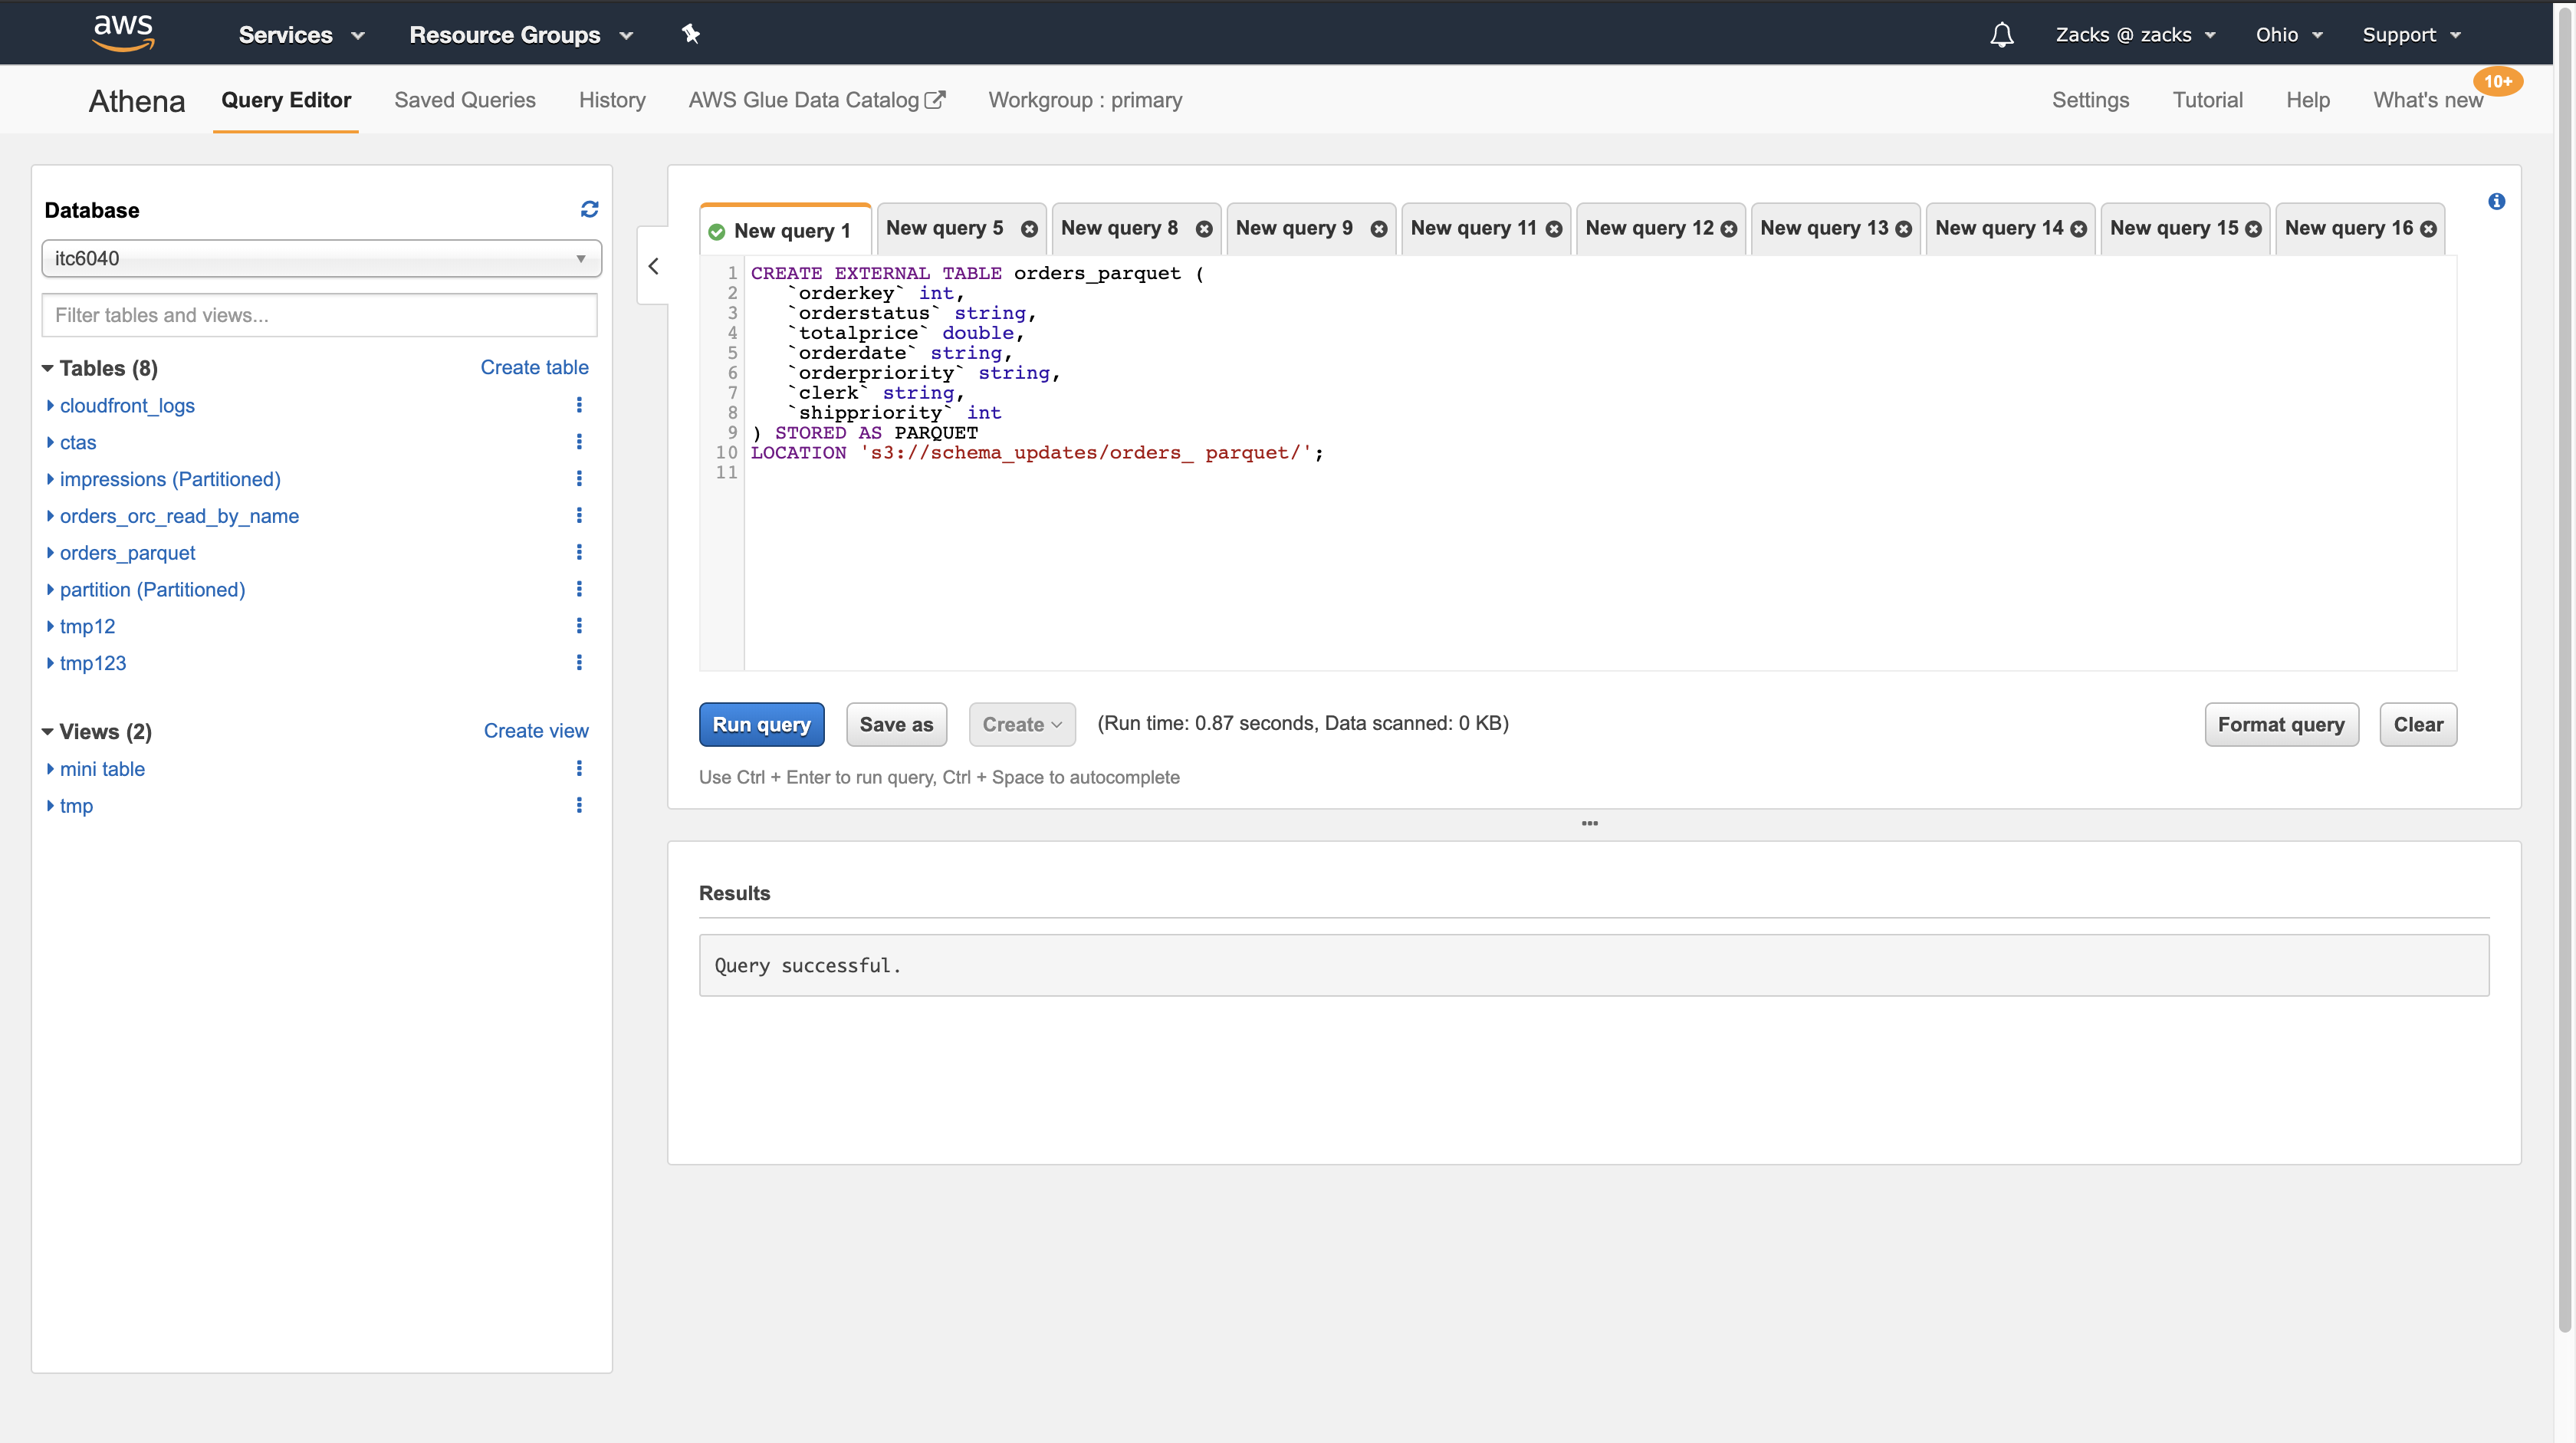 aws Services Resource Groups Zacks @ zacks Ohio Support
Athena Query Editor Saved Queries History AWS Glue Data Catalog Workgroup : primary Settings Tutorial Help What's new 10+
Database
itc6040
Filter tables and views...
Tables (8) Create table
cloudfront_logs
ctas
impressions (Partitioned)
orders_orc_read_by_name
orders_parquet
partition (Partitioned)
tmp12
tmp123
Views (2) Create view
mini table
tmp
New query 1 New query 5 New query 8 New query 9 New query 11 New query 12 New query 13 New query 14 New query 15 New query 16
1 CREATE EXTERNAL TABLE orders_parquet (
2 `orderkey` int,
3 `orderstatus` string,
4 `totalprice` double,
5 `orderdate` string,
6 `orderpriority` string,
7 `clerk` string,
8 `shippriority` int
9 ) STORED AS PARQUET
10 LOCATION 's3://schema_updates/orders_ parquet/';
11
Run query Save as Create (Run time: 0.87 seconds, Data scanned: 0 KB) Format query Clear
Use Ctrl + Enter to run query, Ctrl + Space to autocomplete
Results
Query successful.